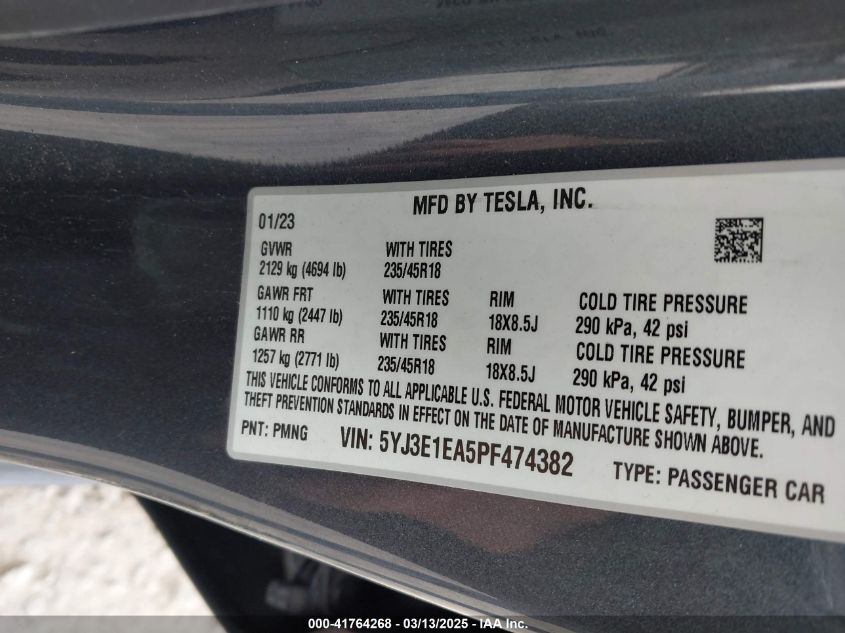 MFD BY TESLA, INC.
01/23
GVWR WITH TIRES
2129 kg (4694 lb) 235/45R18
GAWR FRT WITH TIRES RIM COLD TIRE PRESSURE
1110 kg (2447 lb) 235/45R18 18X8.5J 290 kPa, 42 psi
GAWR RR WITH TIRES RIM COLD TIRE PRESSURE
1257 kg (2771 lb) 235/45R18 18X8.5J 290 kPa, 42 psi
THIS VEHICLE CONFORMS TO ALL APPLICABLE U.S. FEDERAL MOTOR VEHICLE SAFETY, BUMPER, AND
THEFT PREVENTION STANDARDS IN EFFECT ON THE DATE OF MANUFACTURE SHOWN ABOVE.
PNT: PMNG VIN: 5YJ3E1EA5PF474382 TYPE: PASSENGER CAR
000-41764268 - 03/13/2025 - IAA Inc.